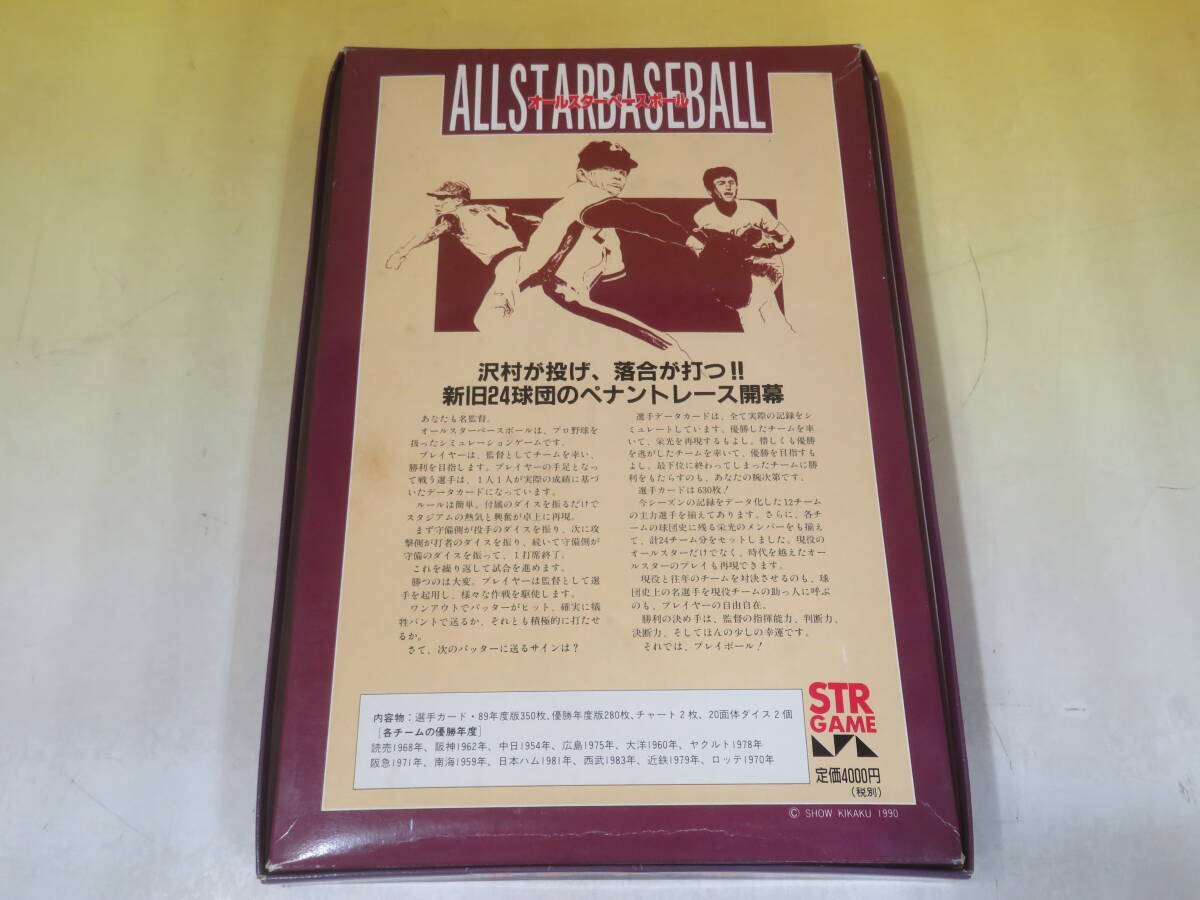 ALLSTARBASEBALL
オールスターベースボール
沢村が投げ、落合が打つ!!
新旧24球団のペナントレース開幕
あなたも名監督。
オールスターベースボールは、プロ野球を
扱ったシミュレーションゲームです。
プレイヤーは、監督としてチームを率い、
勝利を目指します。プレイヤーの手足となっ
て戦う選手は、1人1人が実際の成績に基づ
いたデータカードになっています。
ルールは簡単。付属のダイスを振るだけで
スタジアムの熱気と興奮が卓上に再現。
まず守備側が投手のダイスを振り、次に攻
撃側が打者のダイスを振り、続いて守備側が
守備のダイスを振って、1打席終了。
これを繰り返して試合を進めます。
勝つのは大変。プレイヤーは監督として選
手を起用し、様々な作戦を駆使します。
ワンアウトでバッターがヒット、確実に犠
牲バントで送るか、それとも積極的に打たせ
るか。
さて、次のバッターに送るサインは?
選手データカードは、全て実際の記録をシ
ミュレートしています。優勝したチームを率
いて、栄光を再現するもよし。惜しくも優勝
を逃がしたチームを率いて、優勝を目指すも
よし。最下位に終わってしまったチームに勝
利をもたらすのも、あなたの腕次第です。
選手カードは630枚!
今シーズンの記録をデータ化した12チーム
の主力選手を揃えてあります。さらに、各チ
ームの球団史に残る栄光のメンバーをも揃え
て、計24チーム分をセットしました。現役の
オールスターだけでなく、時代を越えたオー
ルスターのプレイも再現できます。
現役と往年のチームを対決させるのも、球
団史上の名選手を現役チームの助っ人に呼ぶ
のも、プレイヤーの自由自在。
勝利の決め手は、監督の指揮能力、判断力、
決断力、そしてほんの少しの幸運です。
それでは、プレイボール!
内容物：選手カード・89年度版350枚、優勝年度版280枚、チャート2枚、20面体ダイス2個
[各チームの優勝年度]
読売1968年、阪神1962年、中日1954年、広島1975年、大洋1960年、ヤクルト1978年
阪急1971年、南海1959年、日本ハム1981年、西武1983年、近鉄1979年、ロッテ1970年
STR
GAME
定価4000円
(税別)
© SHOW KIKAKU 1990